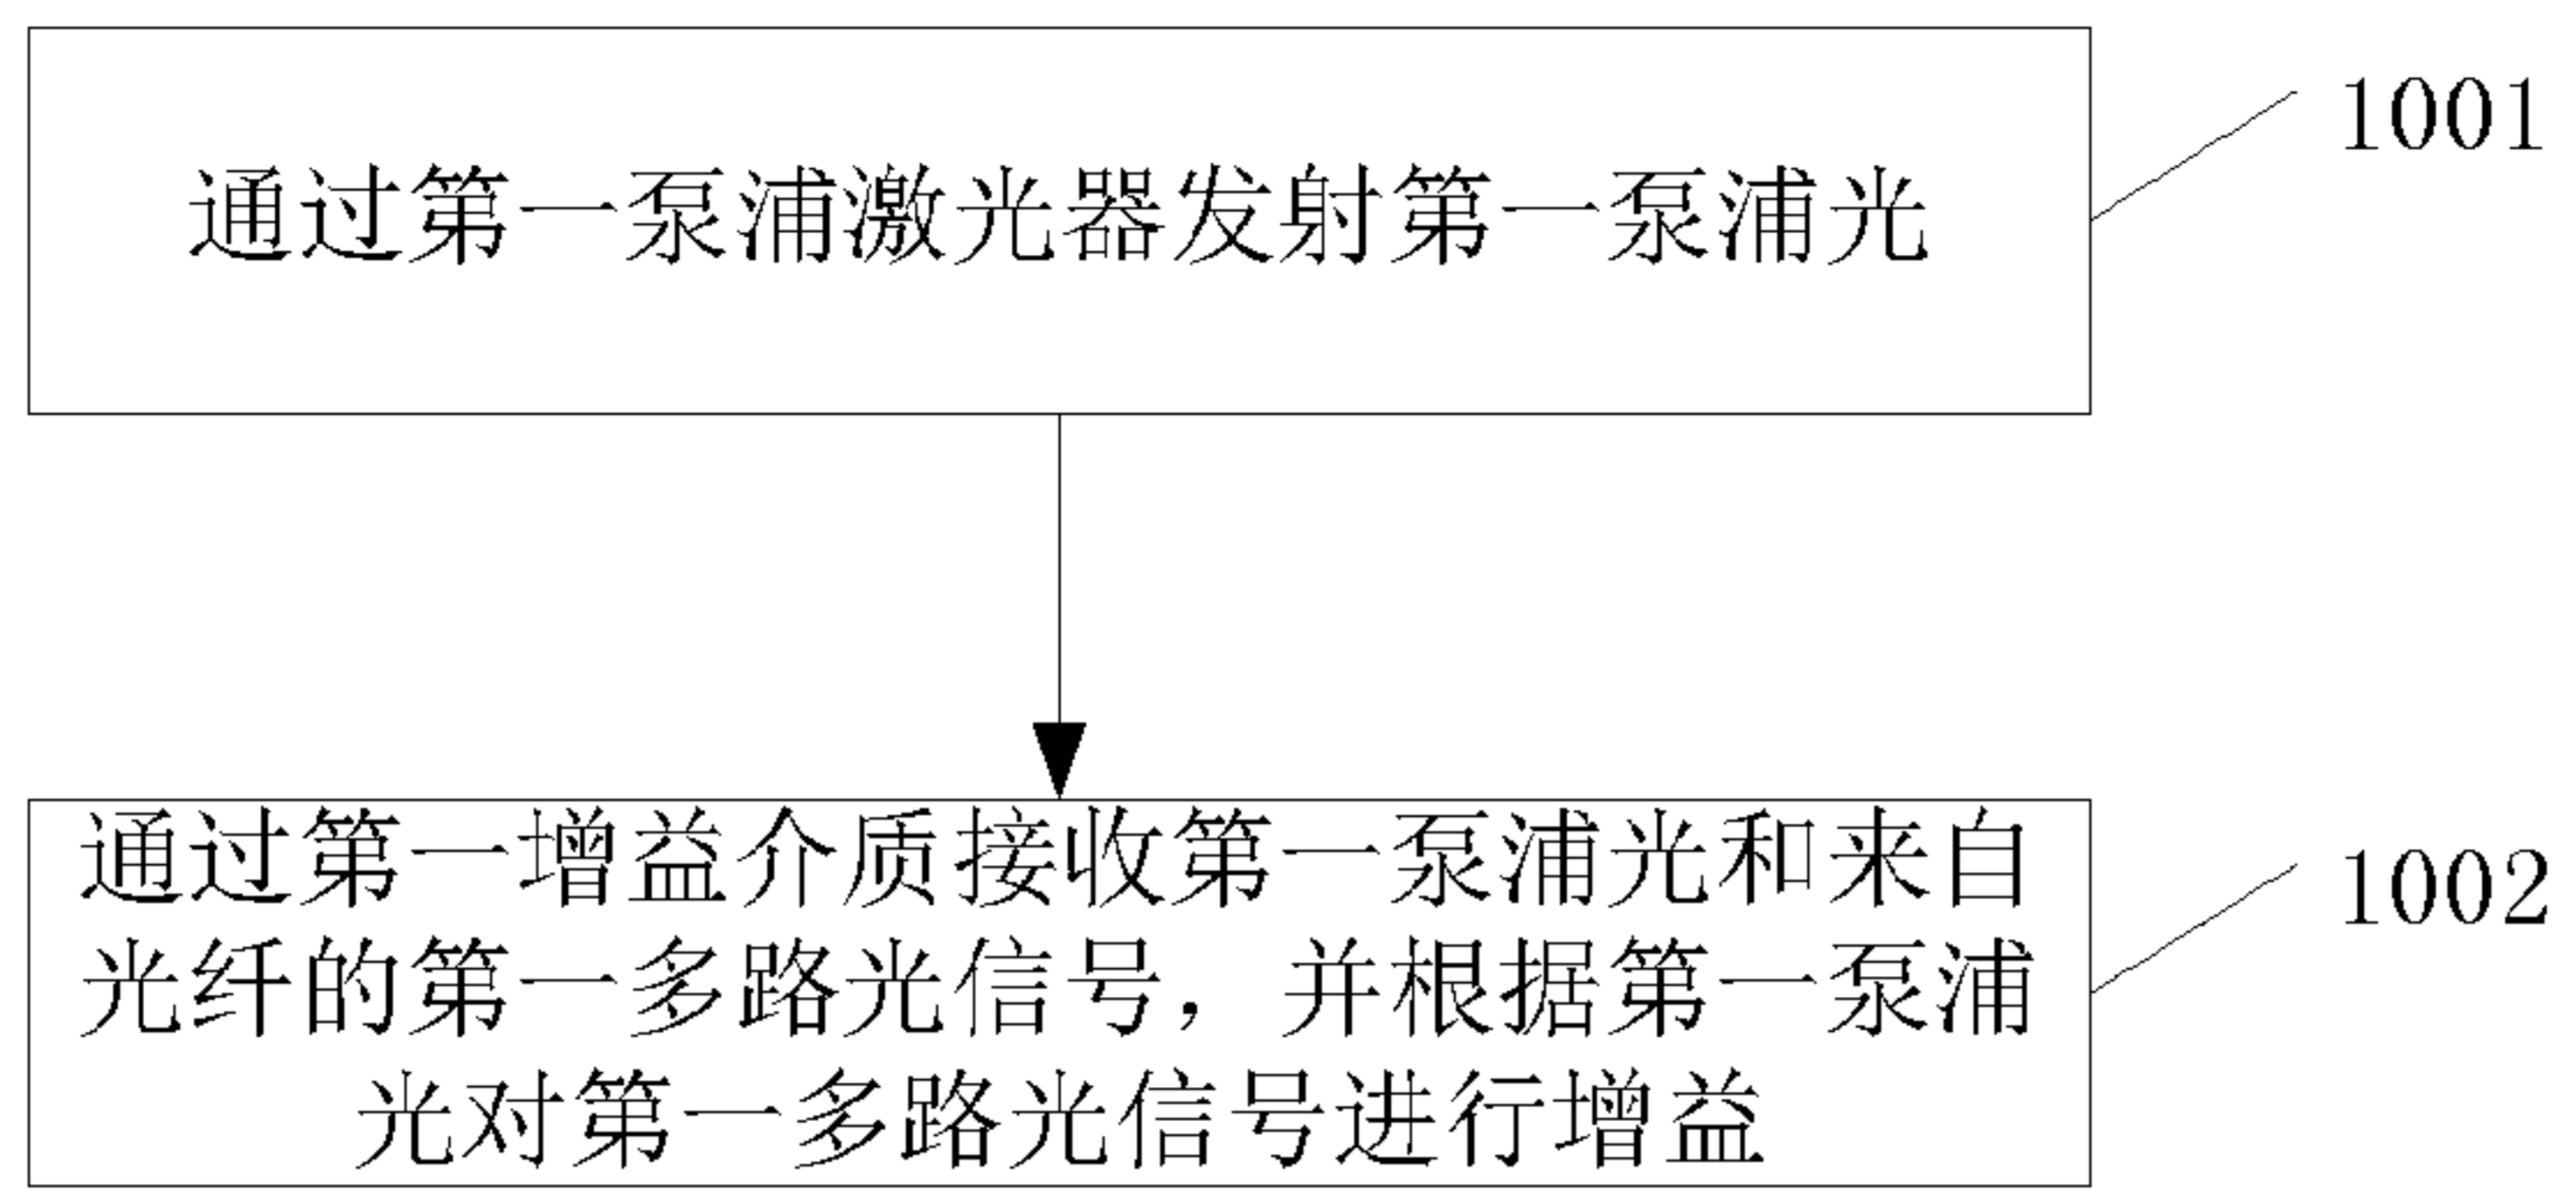 通过第一泵浦激光器发射第一泵浦光
1001
通过第一增益介质接收第一泵浦光和来自
光纤的第一多路光信号，并根据第一泵浦
光对第一多路光信号进行增益
1002